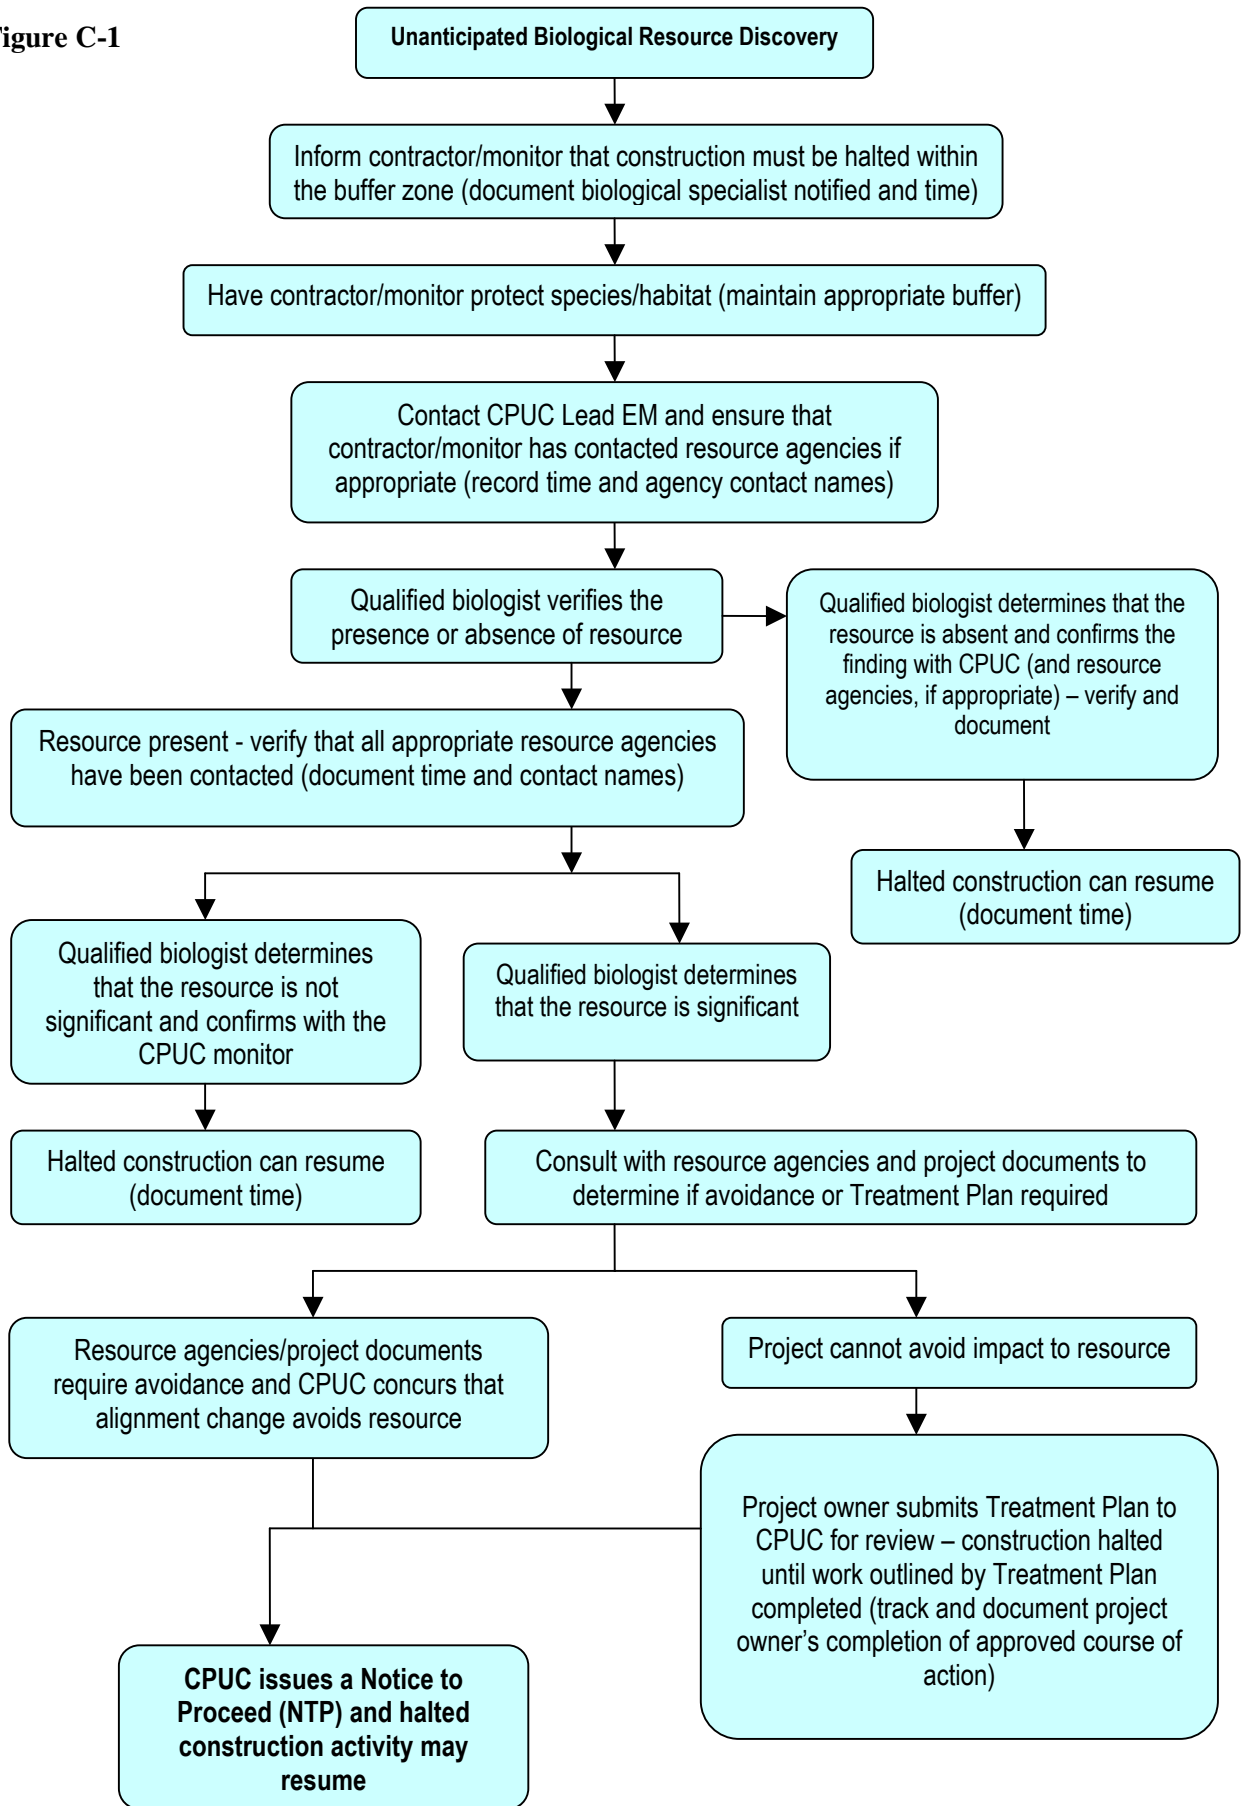 igure C-1
Unanticipated Biological Resource Discovery
Inform contractor/monitor that construction must be halted within
the buffer zone (document biological specialist notified and time)
Have contractor/monitor protect species/habitat (maintain appropriate buffer)
Contact CPUC Lead EM and ensure that
contractor/monitor has contacted resource agencies if
appropriate (record time and agency contact names)
Qualified biologist verifies the
presence or absence of resource
Qualified biologist determines that the
resource is absent and confirms the
finding with CPUC (and resource
agencies, if appropriate) – verify and
document
Resource present - verify that all appropriate resource agencies
have been contacted (document time and contact names)
Halted construction can resume
(document time)
Qualified biologist determines
that the resource is not
significant and confirms with the
CPUC monitor
Qualified biologist determines
that the resource is significant
Halted construction can resume
(document time)
Consult with resource agencies and project documents to
determine if avoidance or Treatment Plan required
Resource agencies/project documents
require avoidance and CPUC concurs that
alignment change avoids resource
Project cannot avoid impact to resource
Project owner submits Treatment Plan to
CPUC for review – construction halted
until work outlined by Treatment Plan
completed (track and document project
owner’s completion of approved course of
action)
CPUC issues a Notice to
Proceed (NTP) and halted
construction activity may
resume